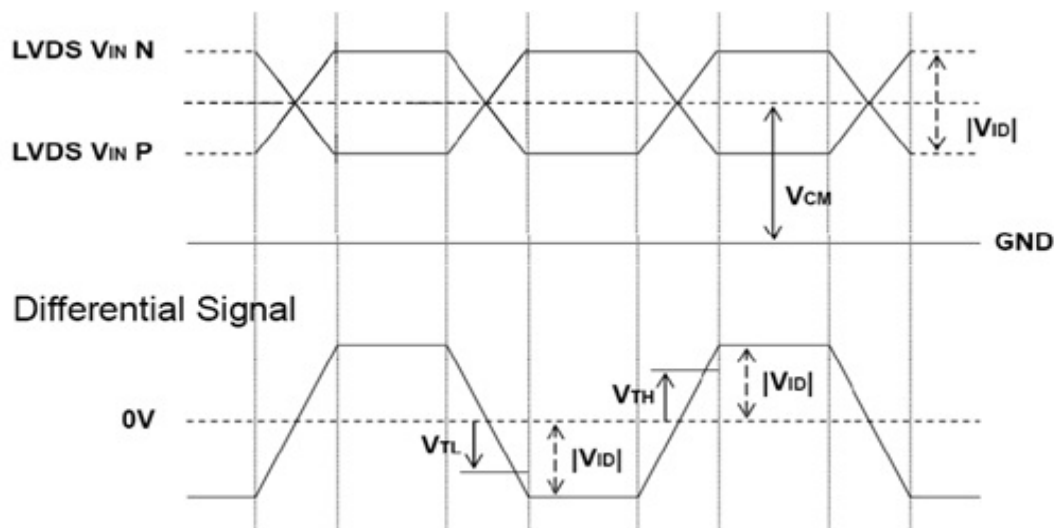 LVDS VIN N
|VID|
LVDS VIN P
VCM
GND
Differential Signal
VTH
|VID|
0V
VTL
|VID|